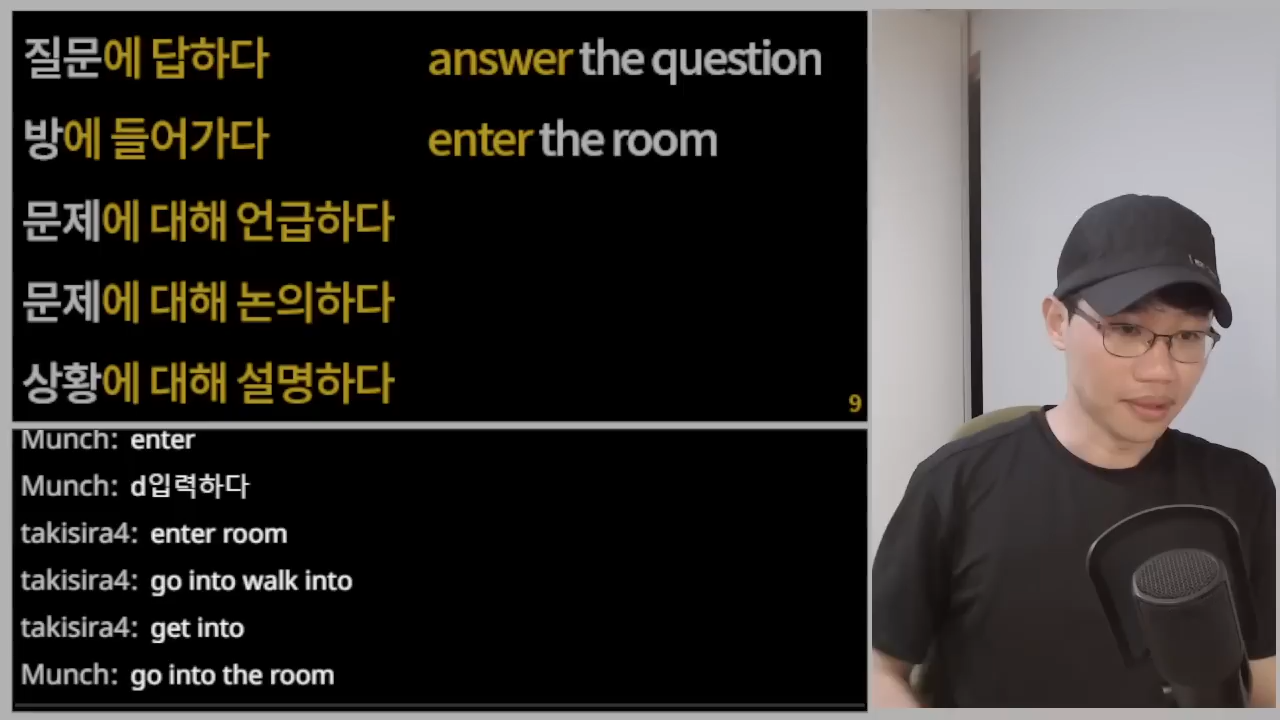 질문에 답하다 answer the question
방에 들어가다 enter the room
문제에 대해 언급하다
문제에 대해 논의하다
상황에 대해 설명하다
9
Munch: enter
Munch: d입력하다
takisira4: enter room
takisira4: go into walk into
takisira4: get into
Munch: go into the room